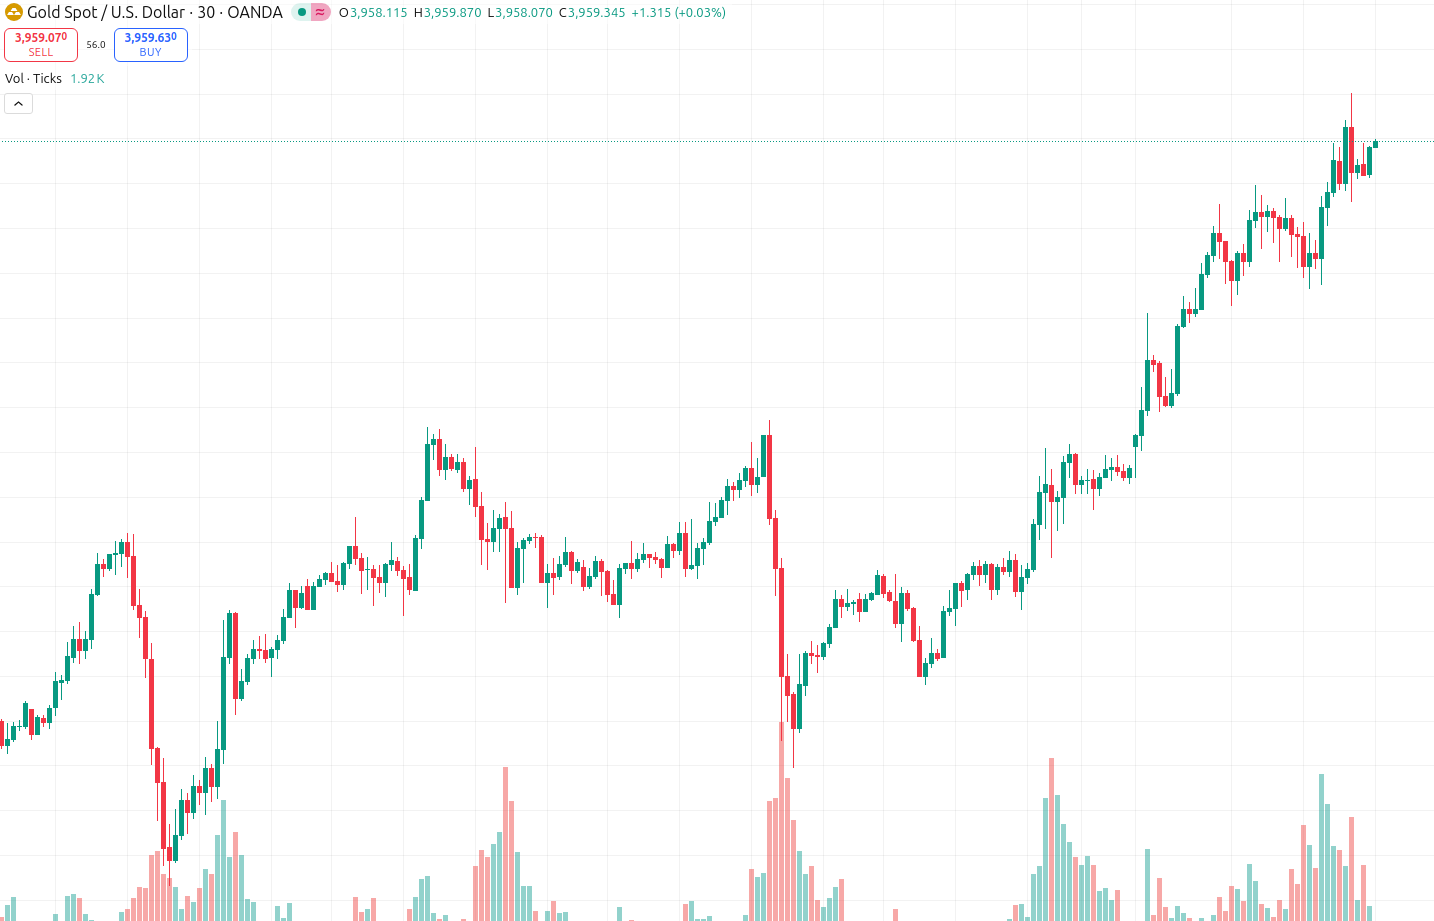 Gold Spot / U.S. Dollar · 30 · OANDA ≈ O3,958.115 H3,959.870 L3,958.070 C3,959.345 +1.315 (+0.03%)
3,959.070 56.0 3,959.630
SELL BUY
Vol · Ticks 1.92 K